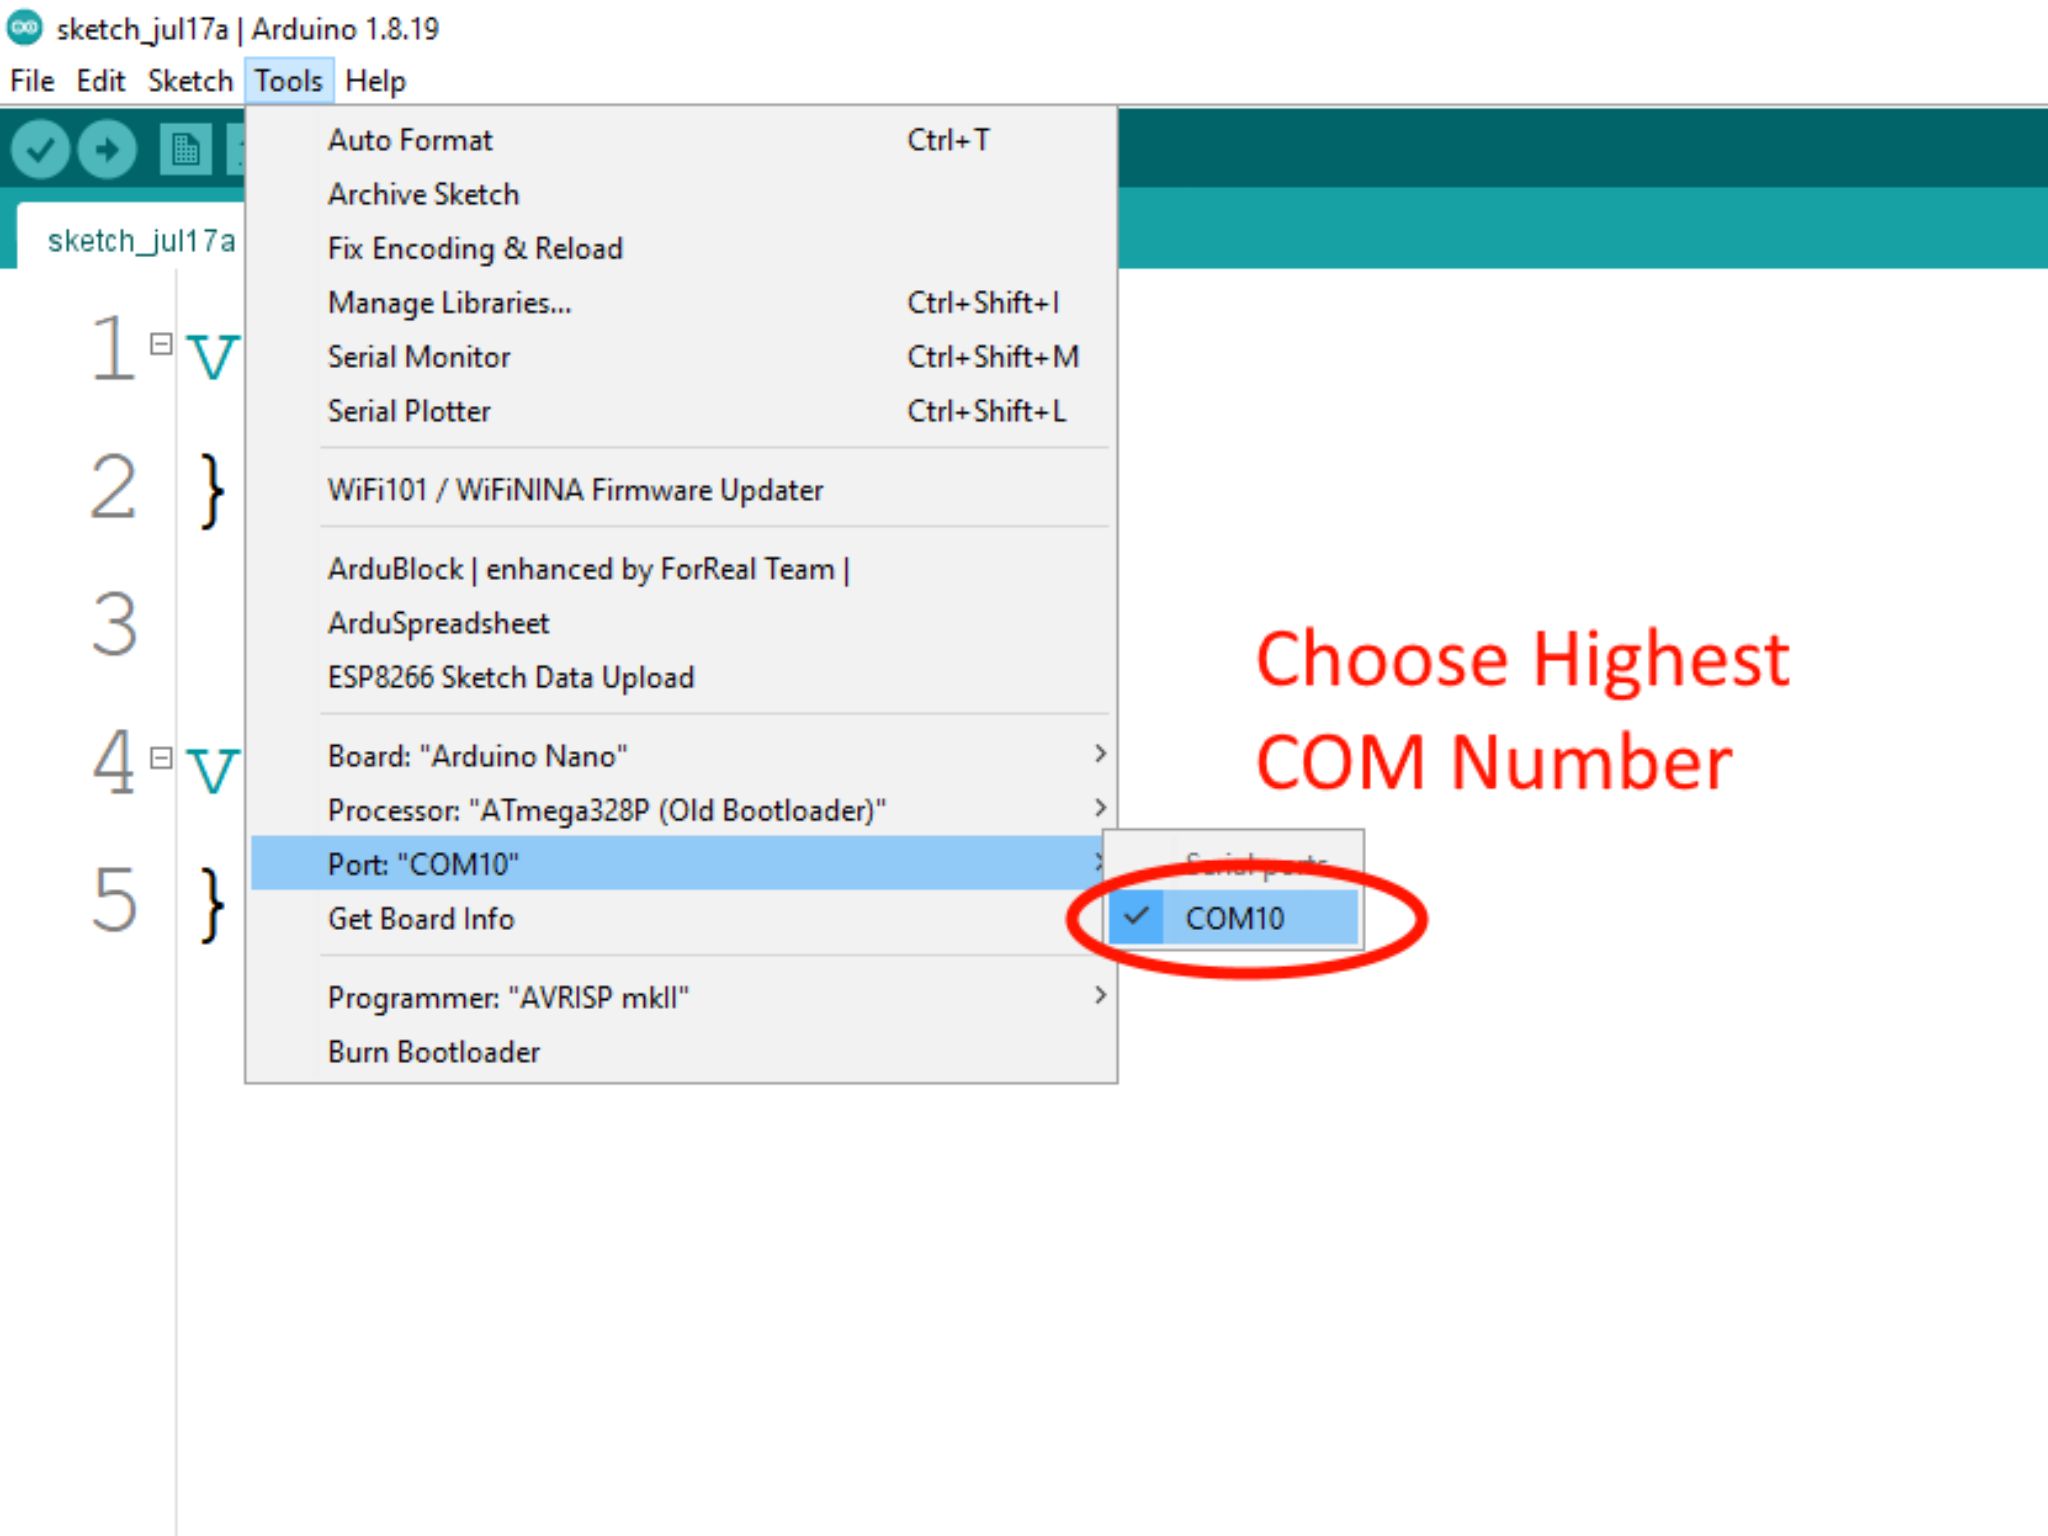 sketch_jul17a | Arduino 1.8.19
File Edit Sketch Tools Help
Auto Format Ctrl+T
Archive Sketch
Fix Encoding & Reload
Manage Libraries... Ctrl+Shift+I
Serial Monitor Ctrl+Shift+M
Serial Plotter Ctrl+Shift+L
WiFi101 / WiFiNINA Firmware Updater
ArduBlock | enhanced by ForReal Team |
ArduSpreadsheet
ESP8266 Sketch Data Upload
Board: "Arduino Nano"
Processor: "ATmega328P (Old Bootloader)"
Port: "COM10"
Get Board Info
Programmer: "AVRISP mkII"
Burn Bootloader
sketch_jul17a
1 v
2 }
3
4 v
5 }
Choose Highest
COM Number
Serial ports
COM10